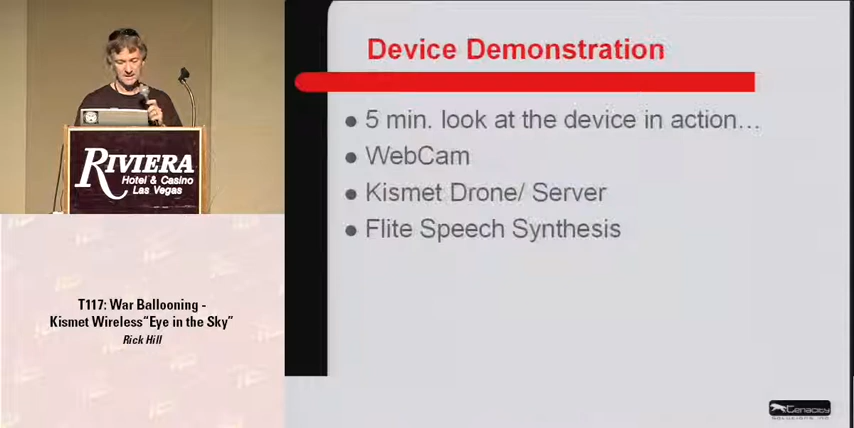 RIVIERA
Hotel & Casino
Las Vegas
T117: War Ballooning -
Kismet Wireless“Eye in the Sky”
Rick Hill
Device Demonstration
5 min. look at the device in action...
WebCam
Kismet Drone/ Server
Flite Speech Synthesis
Tenacity